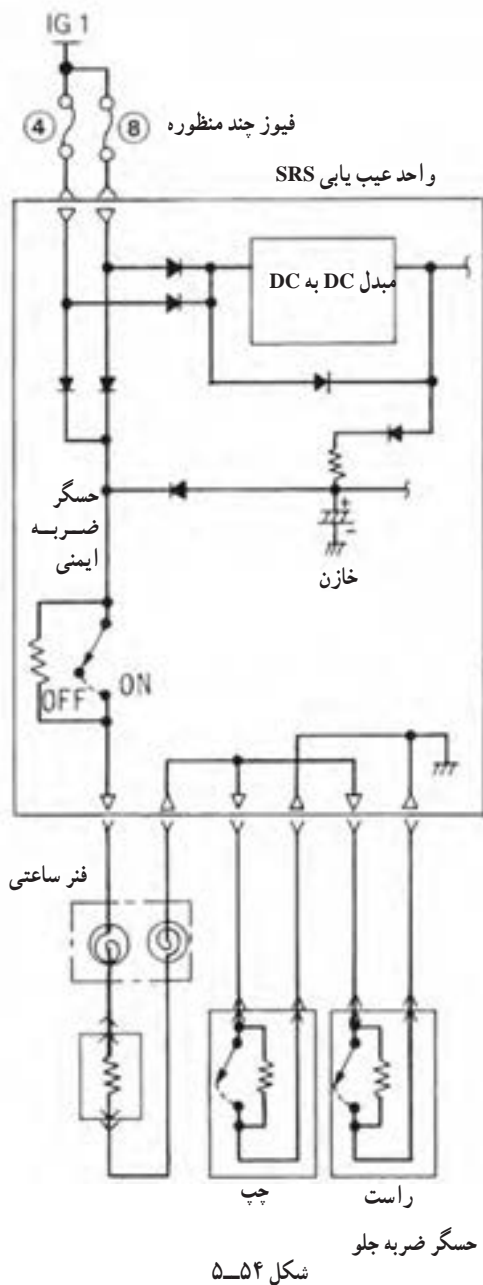 IG 1
④ ⑧ فیوز چند منظوره
واحد عیب یابی SRS
مبدل DC به DC
حسگر
ضربه
ایمنی
خازن
+
-
OFF ON
فنر ساعتی
چپ
راست
حسگر ضربه جلو
شکل ۵۴ــ۵